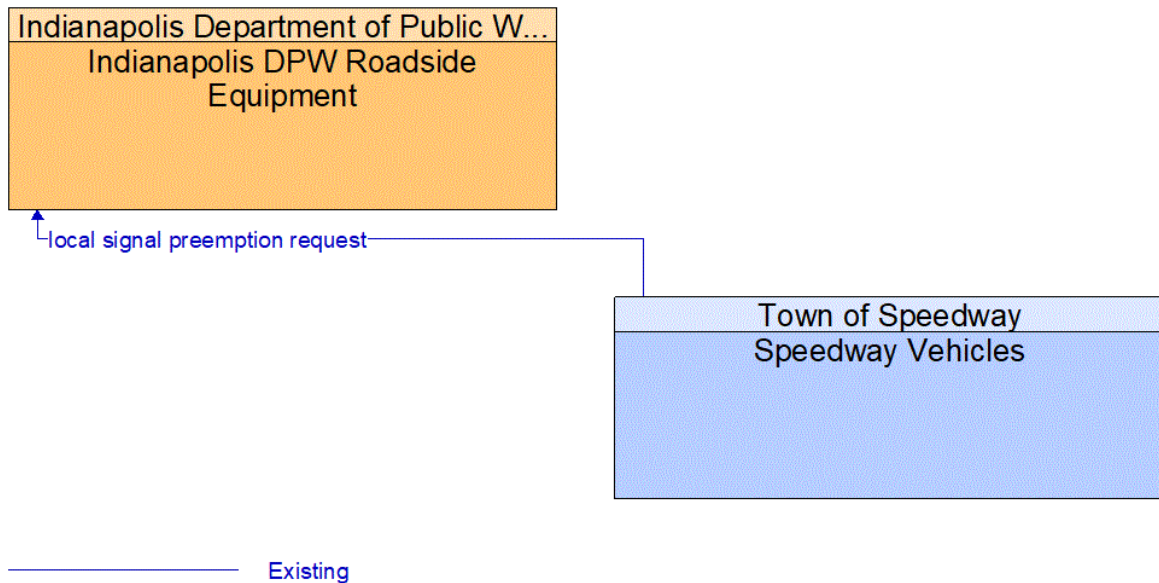 Indianapolis Department of Public W...
Indianapolis DPW Roadside
Equipment
local signal preemption request
Town of Speedway
Speedway Vehicles
Existing